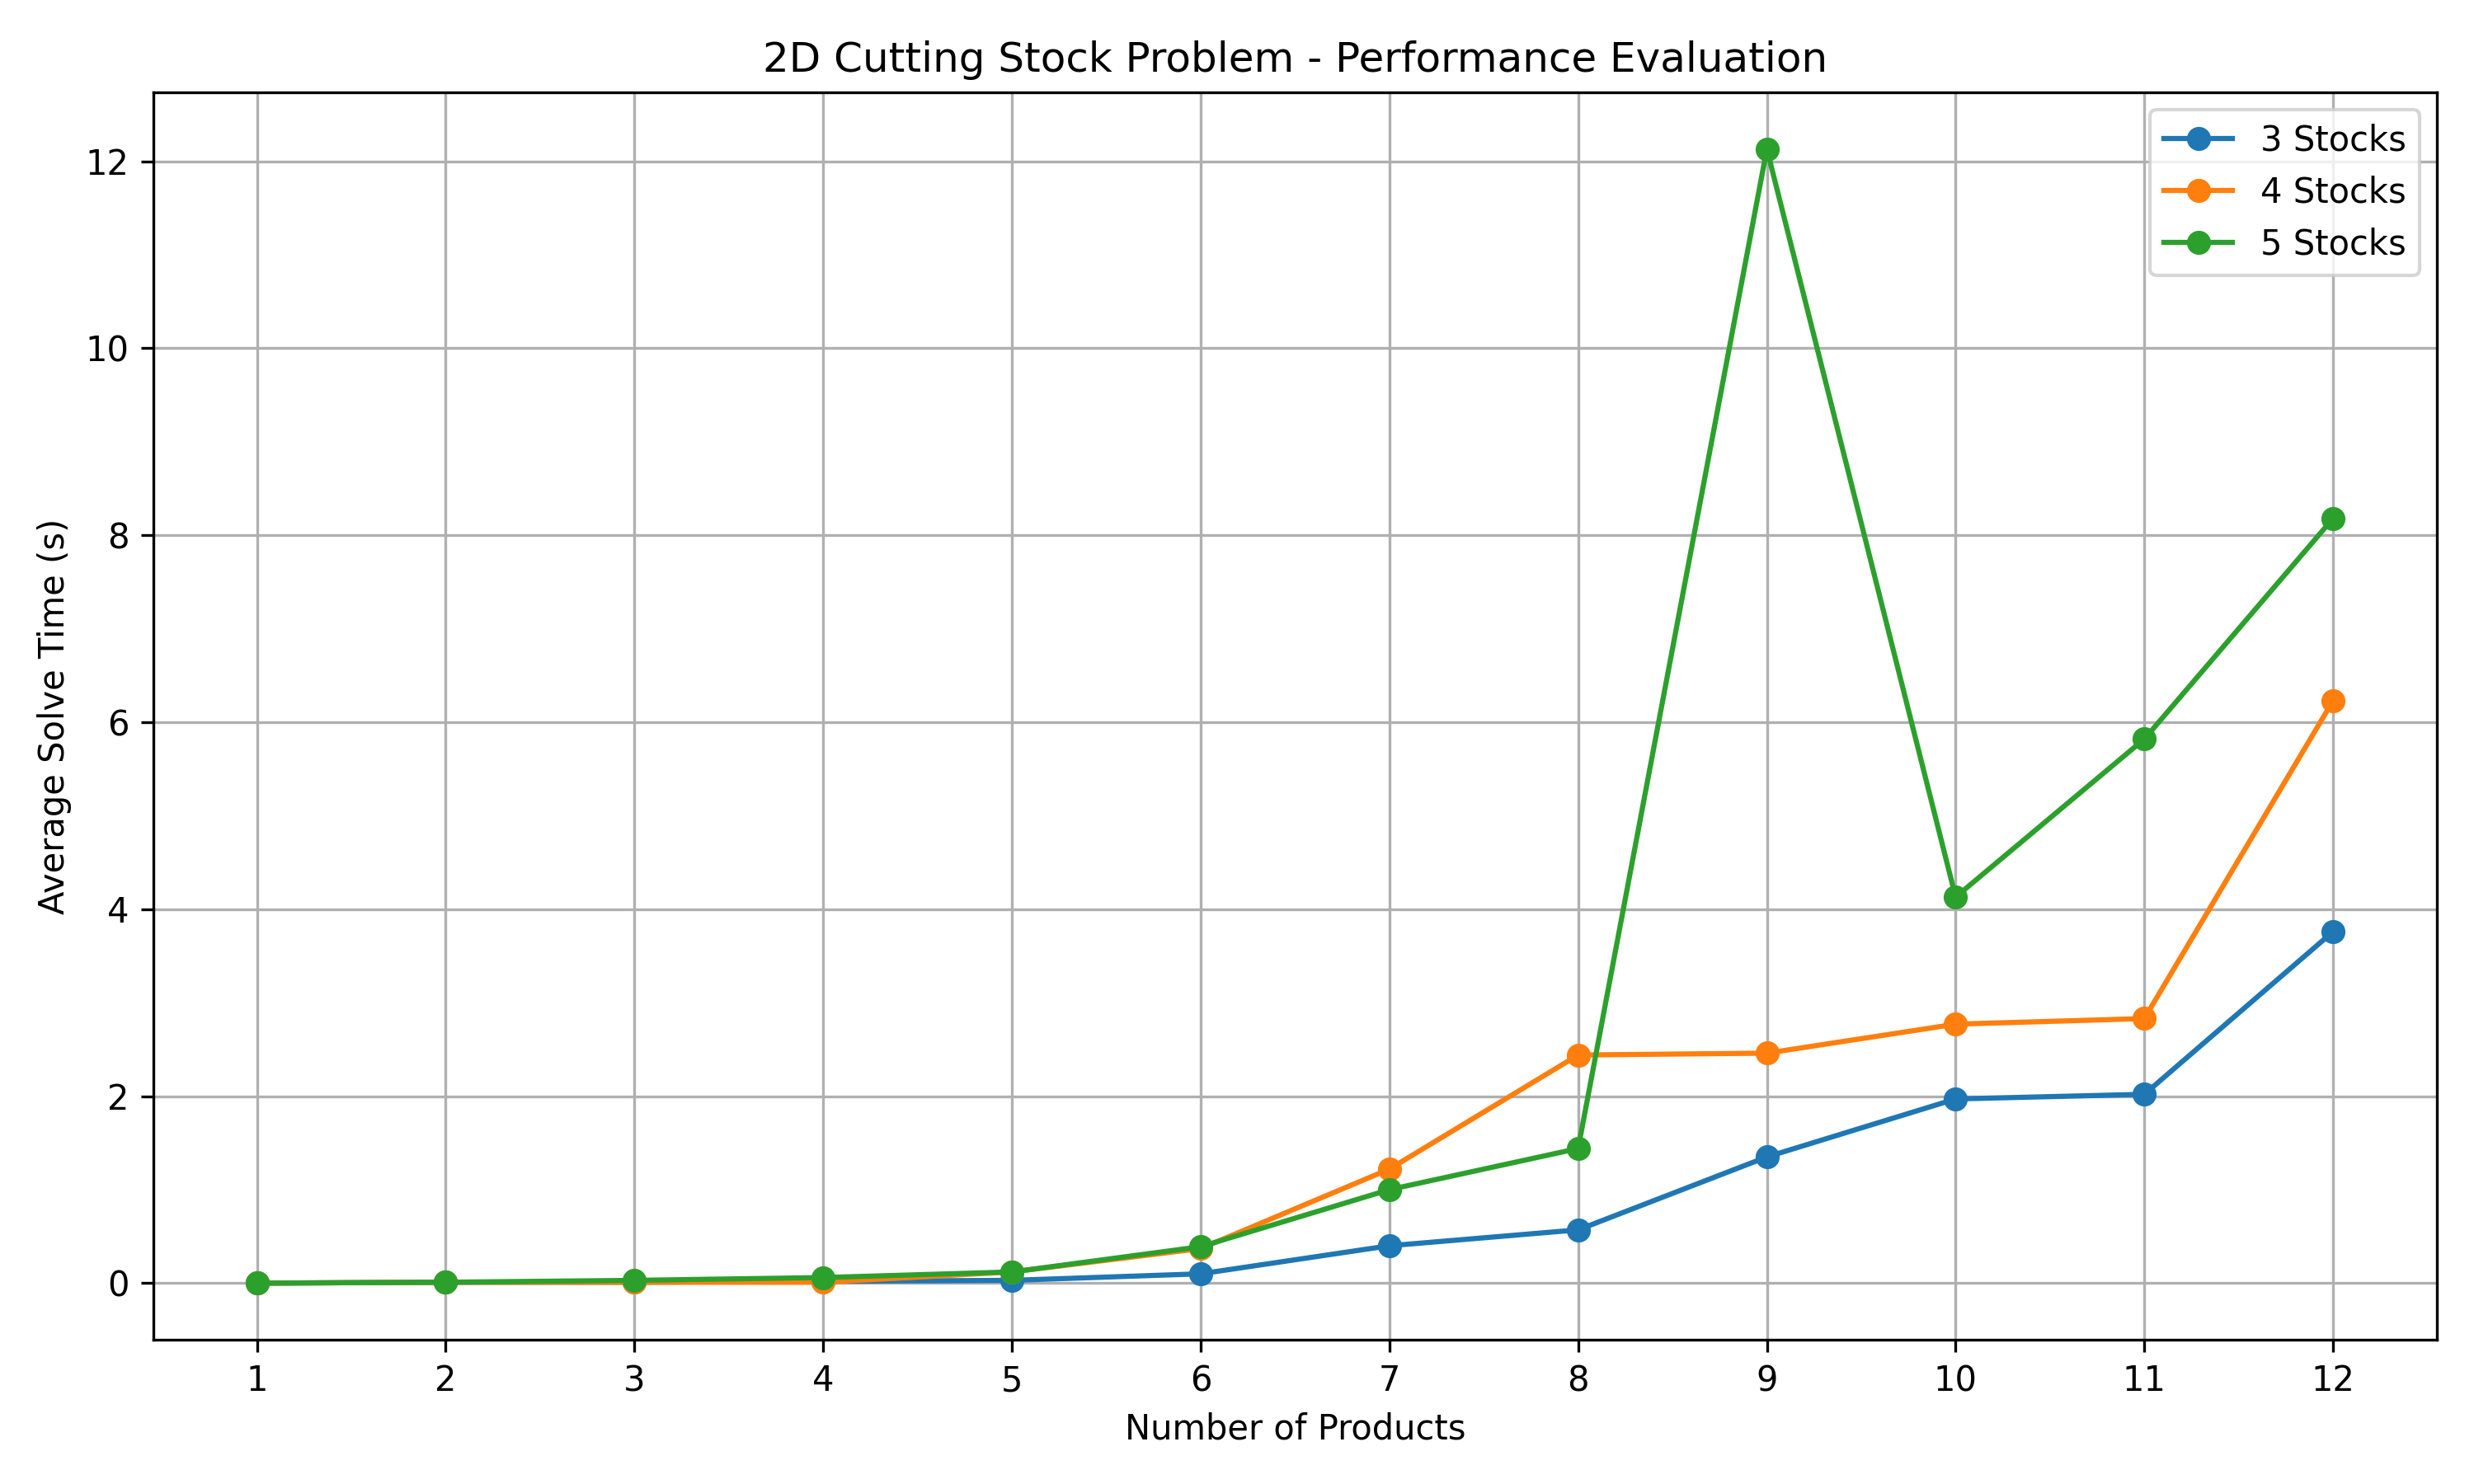 2D Cutting Stock Problem - Performance Evaluation
3 Stocks
4 Stocks
5 Stocks
12
10
8
6
4
2
0
Average Solve Time (s)
1 2 3 4 5 6 7 8 9 10 11 12
Number of Products